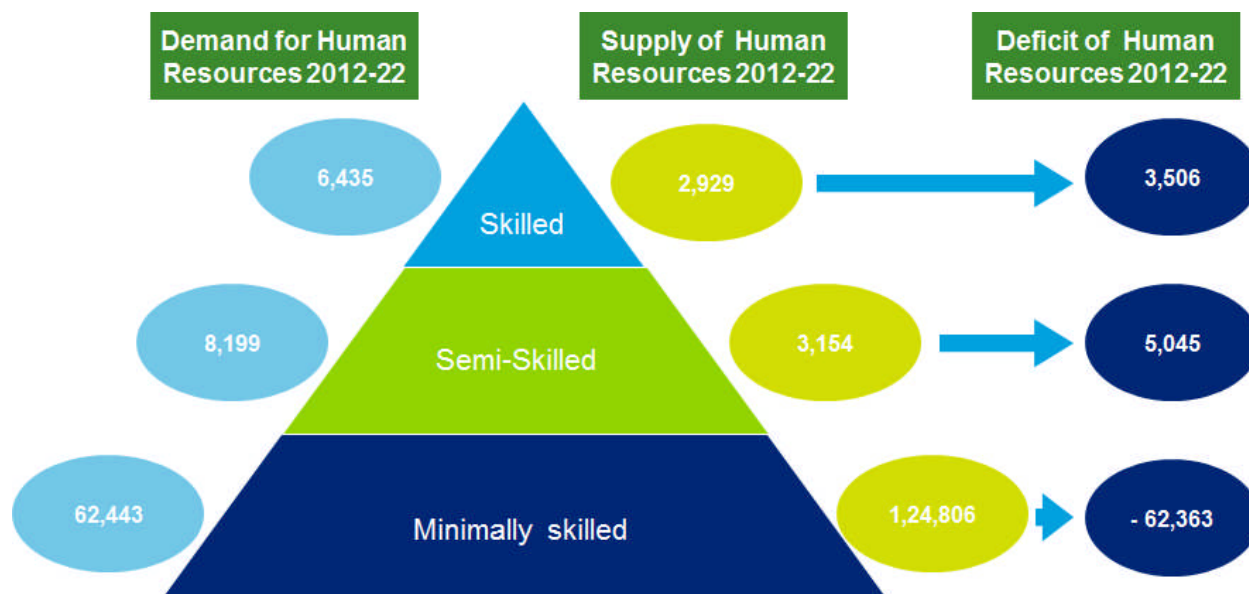 Demand for Human
Resources 2012-22
Supply of Human
Resources 2012-22
Deficit of Human
Resources 2012-22
6,435
Skilled
2,929
3,506
8,199
Semi-Skilled
3,154
5,045
62,443
Minimally skilled
1,24,806
- 62,363